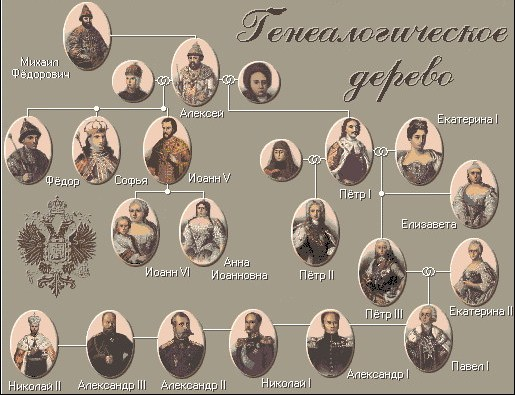 Генеалогическое
дерево
Михаил
Фёдорович
Алексей
Екатерина I
Фёдор
Софья
Иоанн V
Пётр I
Елизавета
Иоанн VI
Анна
Иоанновна
Пётр II
Пётр III
Екатерина II
Николай II
Александр III
Александр II
Николай I
Александр I
Павел I